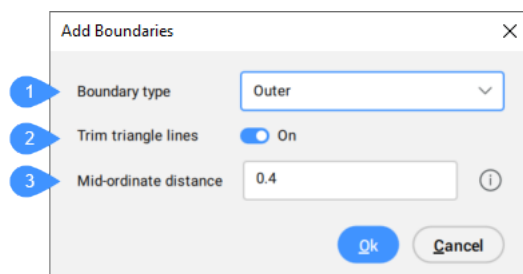 Add Boundaries
1 Boundary type Outer
2 Trim triangle lines On
3 Mid-ordinate distance 0.4
Ok Cancel